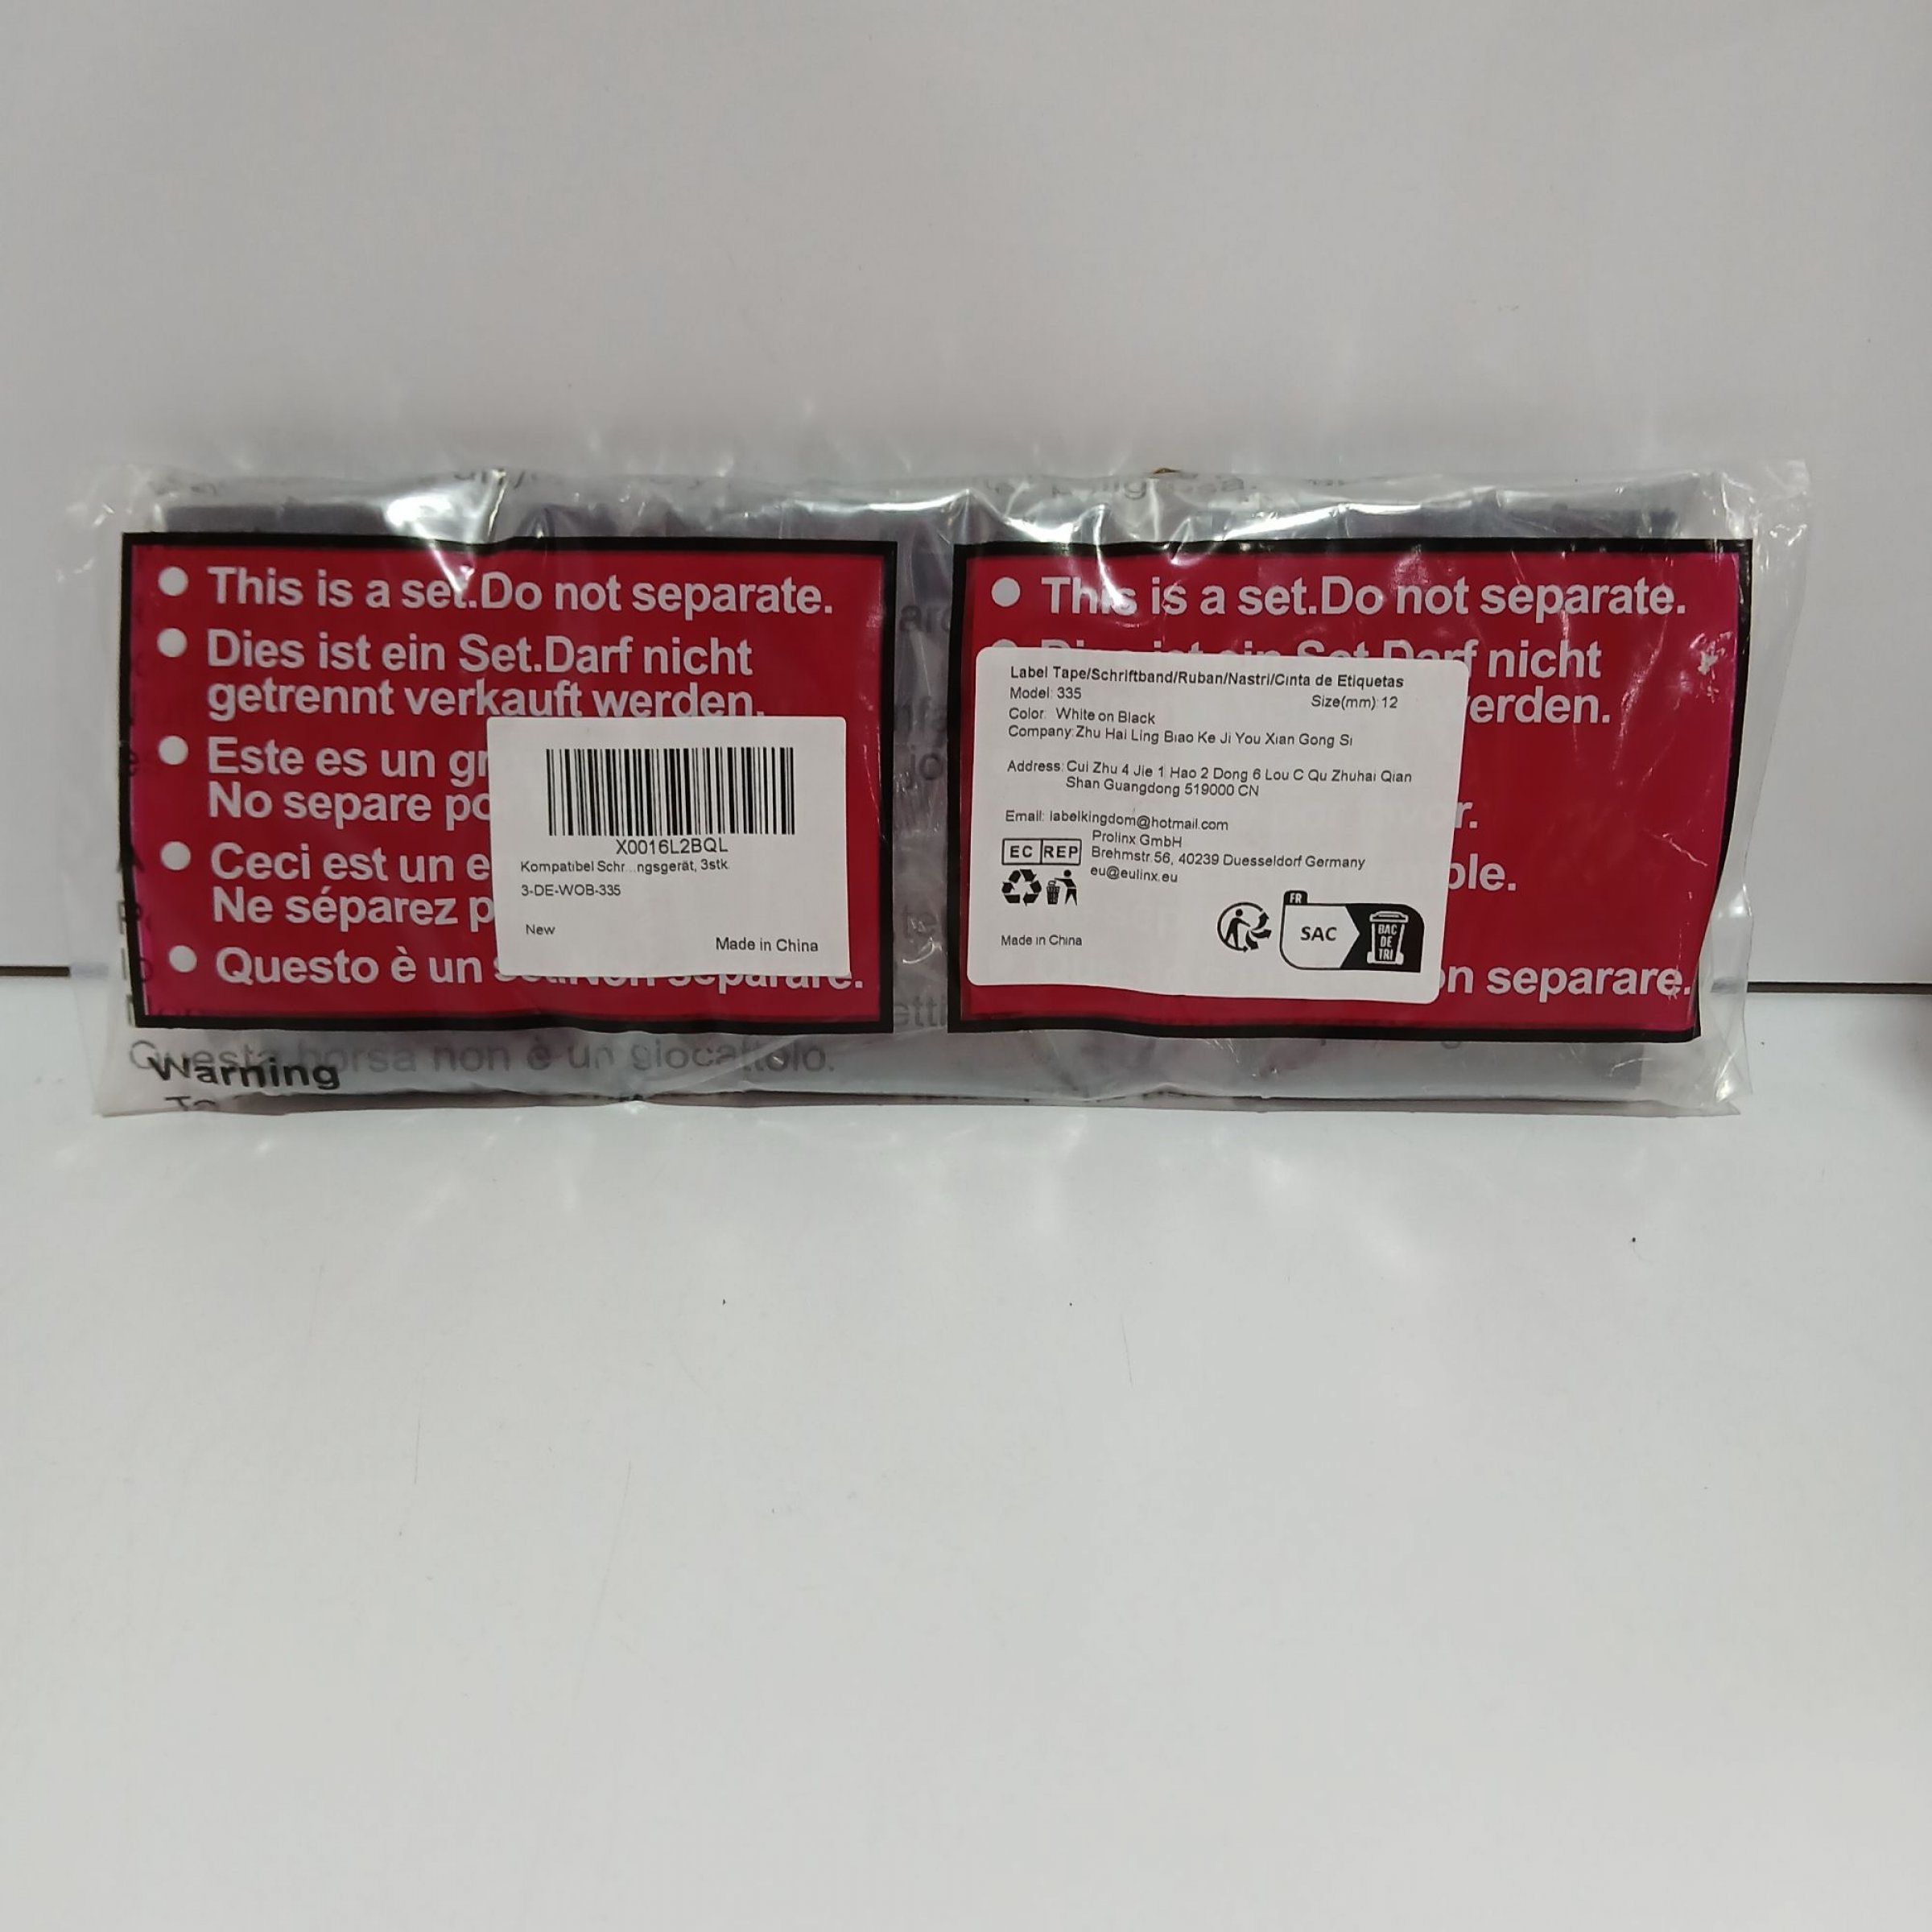 This is a set.Do not separate.
Dies ist ein Set.Darf nicht
getrennt verkauft werden.
Este es un
No separe
Ceci est un
Ne séparez
Questo è un
X0016L2BQL
Kompatibel Schr...ngsgerät, 3stk
3-DE-WOB-335
New
Made in China
This is a set.Do not separate.
nicht
Label Tape/Schriftband/Ruban/Nastri/Cinta de Etiquetas
Model: 335
Size(mm):12
Color: White on Black
Company:Zhu Hai Ling Biao Ke Ji You Xian Gong Si
Address:Cui Zhu 4 Jie 1 Hao 2 Dong 6 Lou C Qu Zhuhai Qian
Shan Guangdong 519000 CN
Email: labelkingdom@hotmail.com
EC REP
Prolinx GmbH
Brehmstr.56, 40239 Duesseldorf Germany
eu@eulinx.eu
Made in China
FR
SAC
BAC
DE
TRI
separare.
Questa borsa non è un giocattolo.
Warning